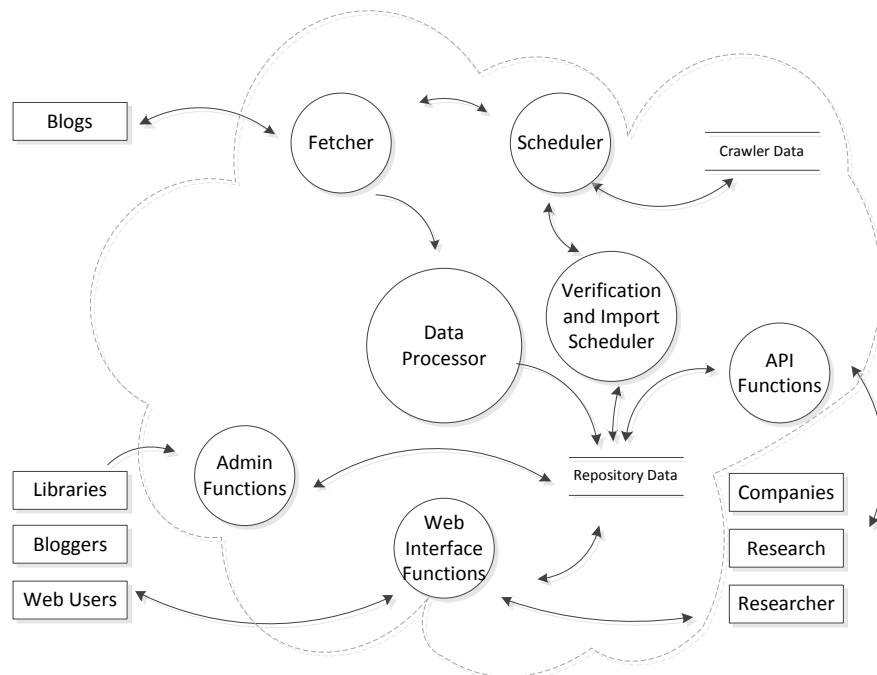 Blogs
Fetcher
Scheduler
Crawler Data
Verification
and Import
Scheduler
Data
Processor
API
Functions
Admin
Functions
Libraries
Repository Data
Companies
Web
Interface
Functions
Bloggers
Research
Web Users
Researcher